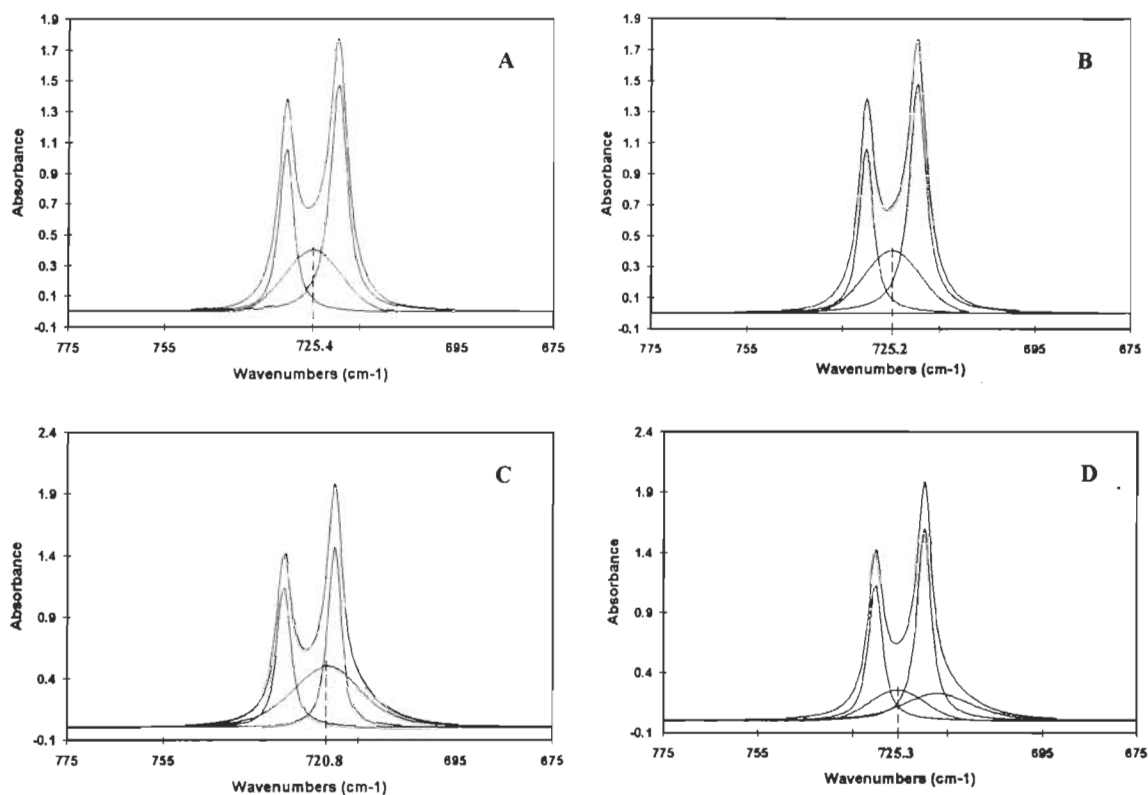 A
Absorbance
1.9
1.7
1.5
1.3
1.1
0.9
0.7
0.5
0.3
0.1
-0.1
775 755 725.4 695 675
Wavenumbers (cm-1)
B
Absorbance
1.9
1.7
1.5
1.3
1.1
0.9
0.7
0.5
0.3
0.1
-0.1
775 755 725.2 695 675
Wavenumbers (cm-1)
C
Absorbance
2.4
1.9
1.4
0.9
0.4
-0.1
775 755 720.8 695 675
Wavenumbers (cm-1)
D
Absorbance
2.4
1.9
1.4
0.9
0.4
-0.1
775 755 725.3 695 675
Wavenumbers (cm-1)